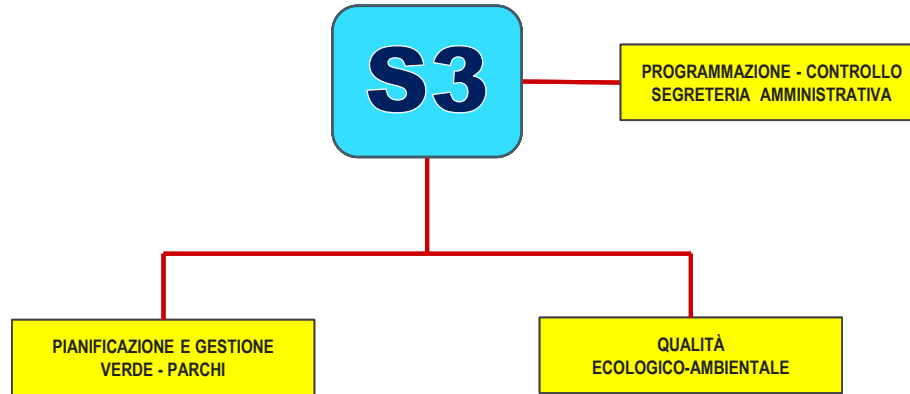 S3
PROGRAMMAZIONE - CONTROLLO
SEGRETERIA AMMINISTRATIVA
PIANIFICAZIONE E GESTIONE
VERDE - PARCHI
QUALITÀ
ECOLOGICO-AMBIENTALE